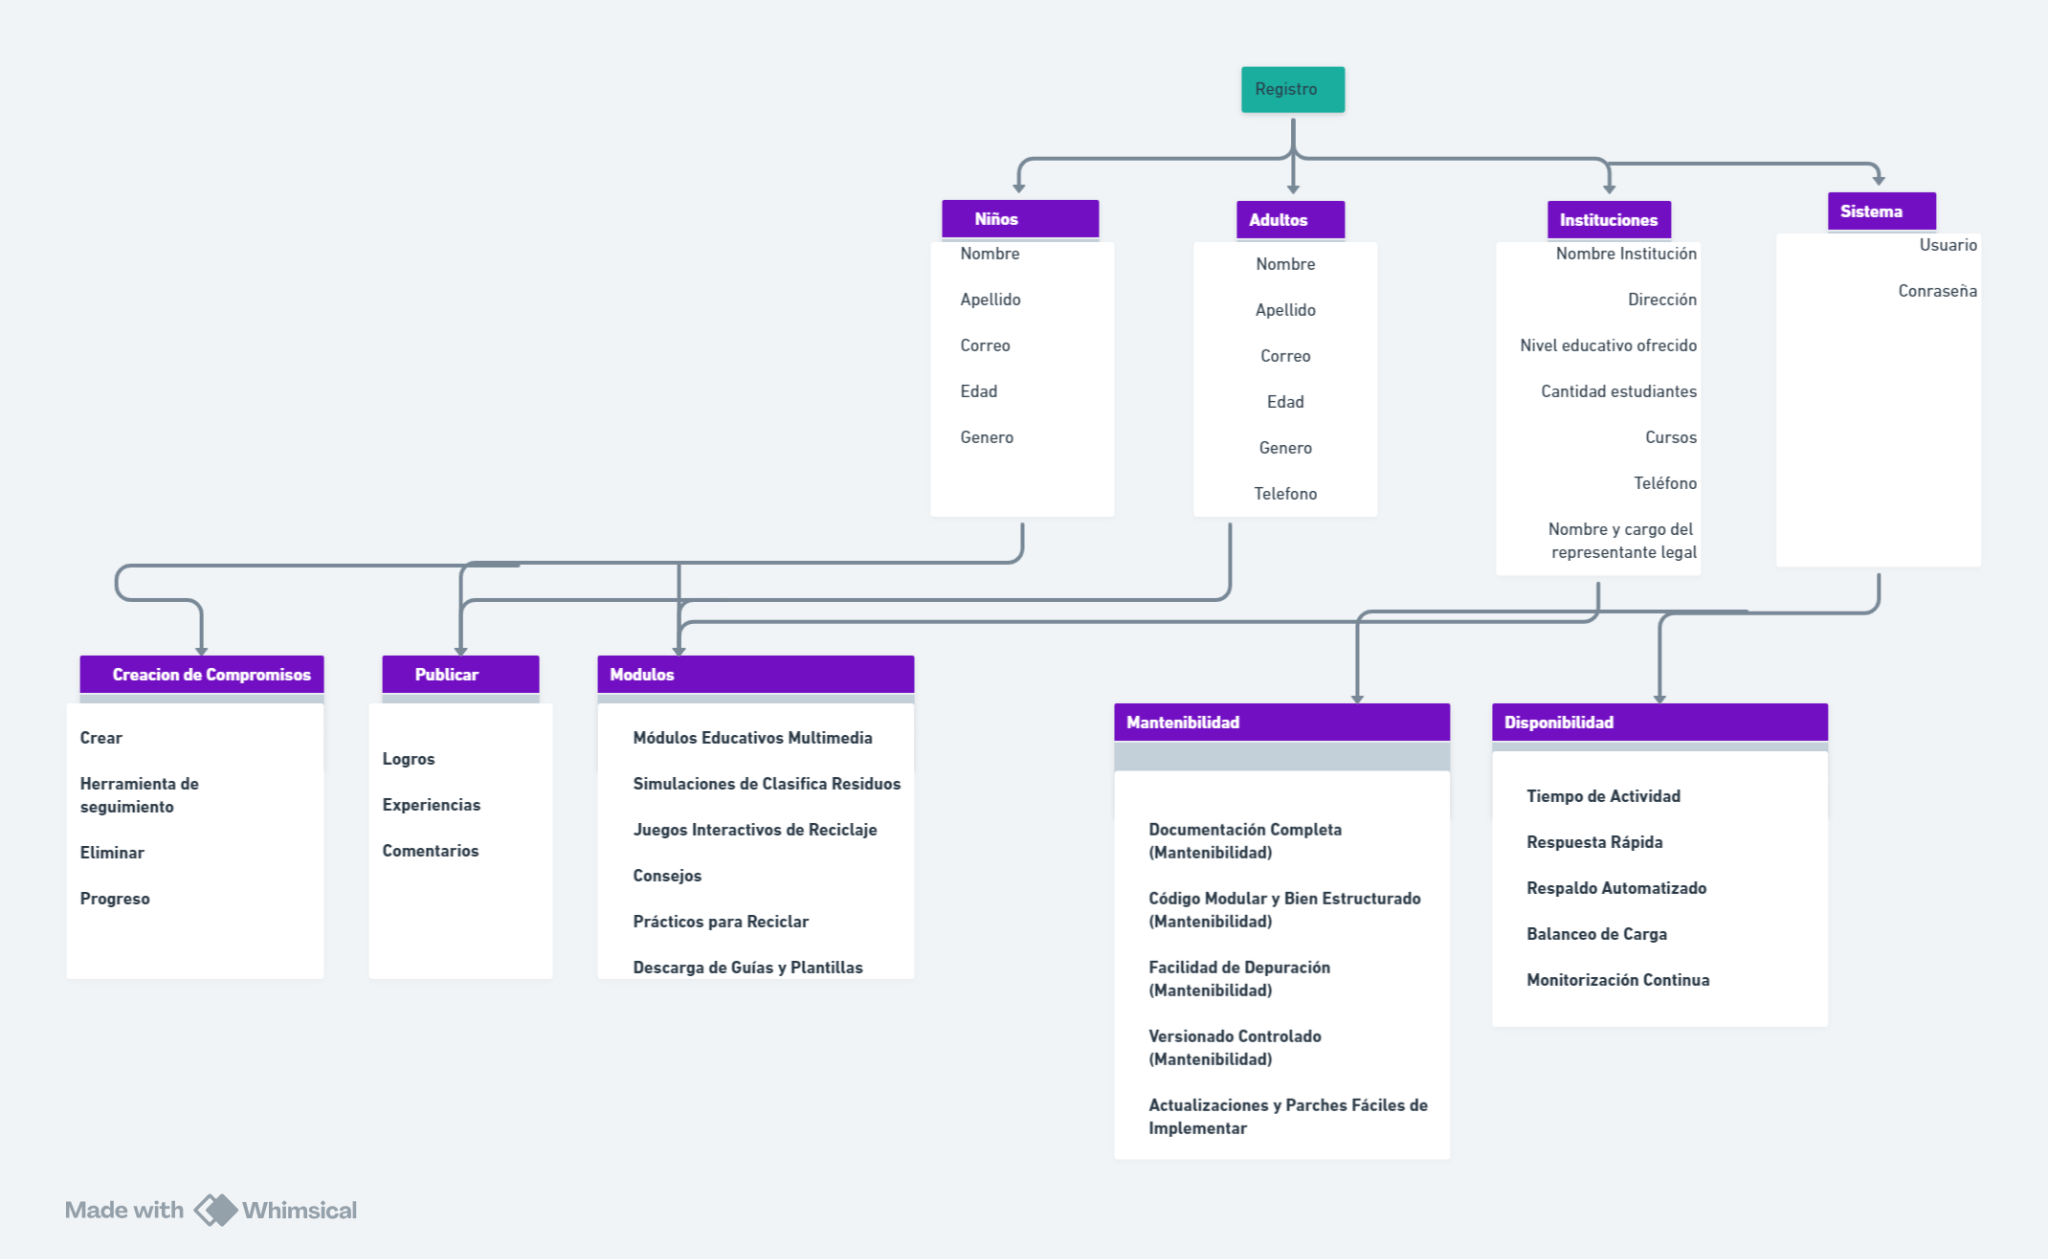 Registro
Niños
Nombre
Apellido
Correo
Edad
Genero
Adultos
Nombre
Apellido
Correo
Edad
Genero
Telefono
Instituciones
Nombre Institución
Dirección
Nivel educativo ofrecido
Cantidad estudiantes
Cursos
Teléfono
Nombre y cargo del
representante legal
Sistema
Usuario
Conraseña
Creacion de Compromisos
Crear
Herramienta de
seguimiento
Eliminar
Progreso
Publicar
Logros
Experiencias
Comentarios
Modulos
Módulos Educativos Multimedia
Simulaciones de Clasifica Residuos
Juegos Interactivos de Reciclaje
Consejos
Prácticos para Reciclar
Descarga de Guías y Plantillas
Mantenibilidad
Documentación Completa
(Mantenibilidad)
Código Modular y Bien Estructurado
(Mantenibilidad)
Facilidad de Depuración
(Mantenibilidad)
Versionado Controlado
(Mantenibilidad)
Actualizaciones y Parches Fáciles de
Implementar
Disponibilidad
Tiempo de Actividad
Respuesta Rápida
Respaldo Automatizado
Balanceo de Carga
Monitorización Continua
Made with Whimsical